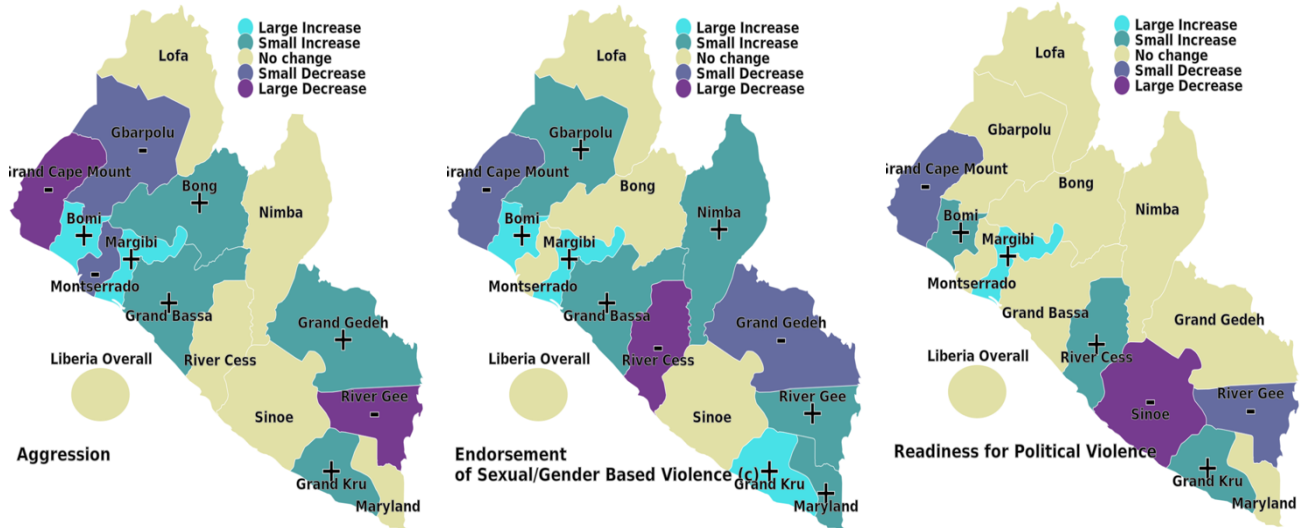 Large Increase
Small Increase
No change
Small Decrease
Large Decrease
Lofa
Gbarpolu
-
Grand Cape Mount
-
Bong
+
Bomi
+
Nimba
Margibi
+
-
Montserrado
+
Grand Bassa
Grand Gedeh
+
Liberia Overall
River Cess
River Gee
-
Sinoe
Aggression
+
Grand Kru
Maryland
Large Increase
Small Increase
No change
Small Decrease
Large Decrease
Lofa
Gbarpolu
+
Grand Cape Mount
-
Bong
Bomi
+
Nimba
+
Margibi
+
Montserrado
+
Grand Bassa
Grand Gedeh
-
Liberia Overall
-
River Cess
River Gee
+
Sinoe
Endorsement
of Sexual/Gender Based Violence (c)
+
Grand Kru
+
Maryland
Large Increase
Small Increase
No change
Small Decrease
Large Decrease
Lofa
Gbarpolu
Grand Cape Mount
-
Bong
Bomi
+
Nimba
Margibi
+
Montserrado
Grand Bassa
Grand Gedeh
+
Liberia Overall
River Cess
River Gee
-
-
Sinoe
Readiness for Political Violence
+
Grand Kru
Maryland